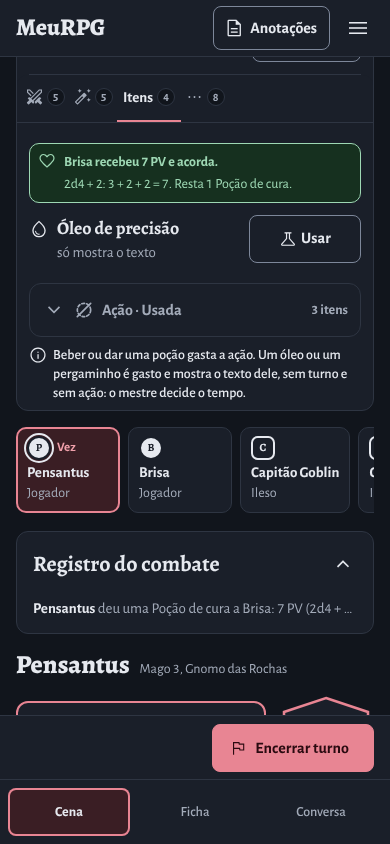 MeuRPG
Anotações
5
5
Itens 4
··· 8
Brisa recebeu 7 PV e acorda.
2d4 + 2: 3 + 2 + 2 = 7. Resta 1 Poção de cura.
Óleo de precisão
só mostra o texto
Usar
Ação · Usada
3 itens
Beber ou dar uma poção gasta a ação. Um óleo ou um
pergaminho é gasto e mostra o texto dele, sem turno e
sem ação: o mestre decide o tempo.
P Vez
Pensantus
Jogador
B
Brisa
Jogador
C
Capitão Goblin
Ileso
Registro do combate
Pensantus deu uma Poção de cura a Brisa: 7 PV (2d4 + ...
Pensantus Mago 3, Gnomo das Rochas
Encerrar turno
Cena
Ficha
Conversa